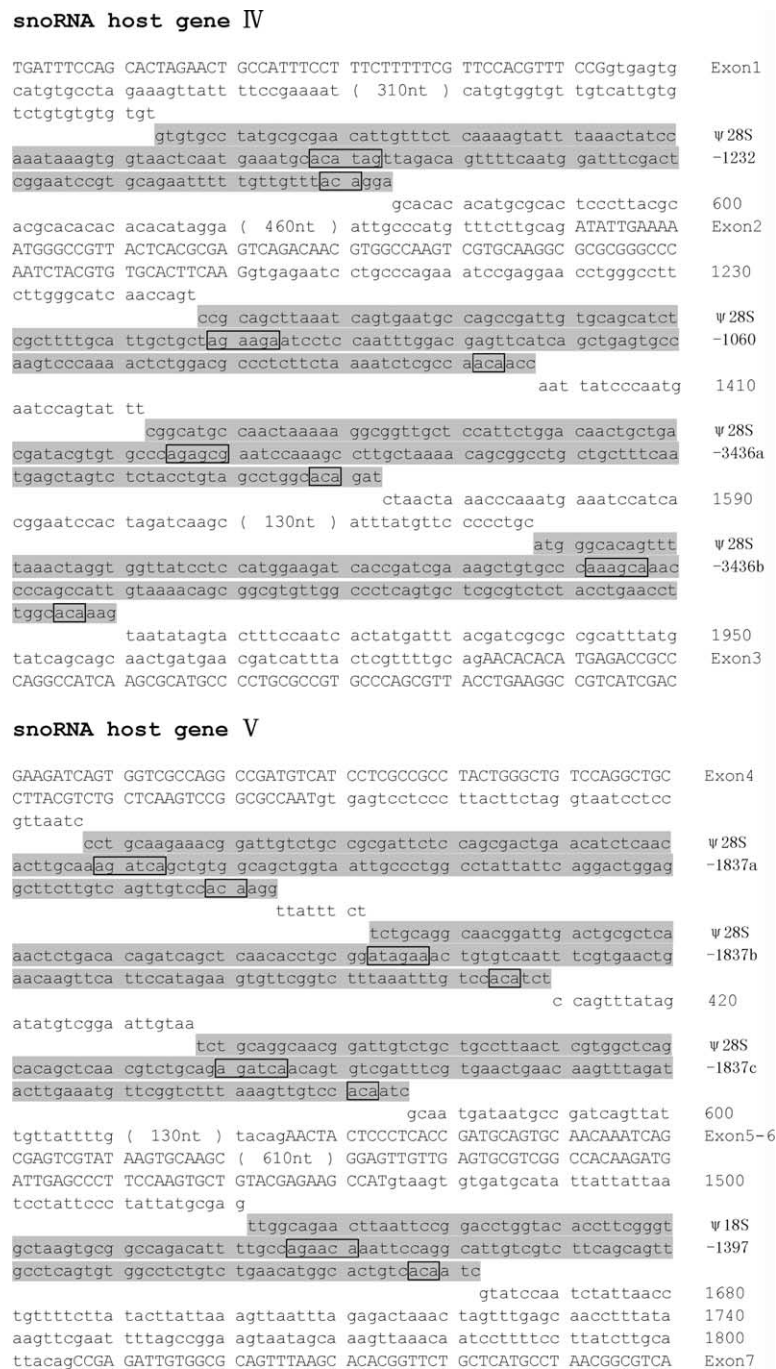 snoRNA host gene Ⅳ
TGATTTCCAG CACTAGAACT GCCATTTCCT TTCTTTTTCG TTCCACGTTT CCGgtgagtg Exon1
catgtgccta gaaagttatt tttccgaaaat ( 310nt ) catgtggtgt tgtcattgtg
tctgtgtgtg tgt
gtgtgcc tatgcgcgaa cattgtttct caaaagtatt taaactatcc ψ28S
aaataaagtg gtaactcaat gaaatgcaca tagttagaca gttttcaatg gatttcgact -1232
cggaatccgt gcagaatttt tgttgtttac aggа
gcacac acatgcgcac tcccttacgc 600
acgcacacac acacatagga ( 460nt ) attgcccatg tttcttgcag ATATTGAAAA Exon2
ATGGGCCGTT ACTCACGCGA GTCAGACAAC GTGGCCAAGT CGTGCAAGGC GCGCGGGCCC
AATCTACGTG TGCACTTCAA Ggtgagaatc cctgcccagaa atccgaggaa cctgggcctt 1230
cttgggcatc aaccagt
ccg cagcttaaat cagtgaatgc cagccgattg tgcagcatct ψ28S
cgcttttgca ttgctgctag aagaatcctc caatttggac gagttcatca gctgagtgcc -1060
aagtcccaaa actctggacg ccctcttcta aaatctcgcc aacaacc
aat tatcccaatg 1410
aatccagtat tt
cggcatgc caactaaaaa ggcggttgct ccattctgga caactgctga ψ28S
cgatacgtgt gcccagagcg aatccaaagc cttgctaaaa cagcggcctg ctgctttcaa -3436a
tgagctagtc tctacctgta gcctggcaca gat
ctaacta aacccaaatg aaatccatca 1590
cggaatccac tagatcaagc ( 130nt ) atttatgttc cccctgc
atg ggcacagttt ψ28S
taaactaggt ggttatcctc catggaagat caccgatcga aagctgtgcc caaagcaaac -3436b
cccagccatt gtaaaacagc ggcgtgttgg ccctcagtgc tcgcgtctct acctgaacct
tggcacaaag
taatatagta ctttccaatc actatgattt acgatcgcgc cgcatttatg 1950
tatcagcagc aactgatgaa cgatcattta ctcgttttgc agAACACACA TGAGACCGCC Exon3
CAGGCCATCA AGCGCATGCC CCTGCGCCGT GCCCAGCGTT ACCTGAAGGC CGTCATCGAC
snoRNA host gene Ⅴ
GAAGATCAGT GGTCGCCAGG CCGATGTCAT CCTCGCCGCC TACTGGGCTG TCCAGGCTGC Exon4
CTTACGTCTG CTCAAGTCCG GCGCCAATgt gagtcctccc ttacttctag gtaatcctcc
gttaatc
cct gcaagaaacg gattgtctgc cgcgattctc cagcgactga acatctcaac ψ28S
acttgcaaag atcagctgtg gcagctggta attgccctgg cctattattc aggactggag -1837a
gcttcttgtc agttgtccac aagg
ttattt ct
tctgcagg caacggattg actgcgctca ψ28S
aactctgaca cagatcagct caacacctgc ggatagaaac tgtgtcaatt tcgtgaactg -1837b
aacaagttca ttccatagaa gtgttcggtc tttaaatttg tccacatct
c cagtttatag 420
atatgtcgga attgtaa
tct gcaggcaacg gattgtctgc tgccttaact cgtggctcag ψ28S
cacagctcaac gtctgcaga gatcaacagt gtcgatttcg tgaactgaac aagtttagat -1837c
acttgaaatg ttcggtcttt aaagttgtcc acaatc
gcaa tgataatgcc gatcagttat 600
tgttattttg ( 130nt ) tacagAACTA CTCCCTCACC GATGCAGTGC AACAAATCAG Exon5-6
CGAGTCGTAT AAGTGCAAGC ( 610nt ) GGAGTTGTTG AGTGCGTCGG CCACAAGATG
ATTGAGCCCT TCCAAGTGCT GTACGAGAAG CCATgtaagt gtgatgcata ttattattaa 1500
tcctattccc tattatgcga g
ttggcagaa cttaattccg gacctggtac accttcgggt ψ18S
gctaagtgcg gccagacatt ttgccagaac aaattccagg cattgtcgtc ttcagcagtt -1397
gcctcagtgt ggcctctgtc tgaacatggc actgtcacaa atc
gtatccaa tctattaacc 1680
tgttttctta tacttattaa agttaattta gagactaaac tagtttgagc aacctttata 1740
aagttcgaat tttagccgga agtaatagca aagttaaaca atccttttcc ttatcttgca 1800
ttacagCCGA GATTGTGGCG CAGTTTAAGC ACACGGTTCT GCTCATGCCT AACGGCGTCA Exon7